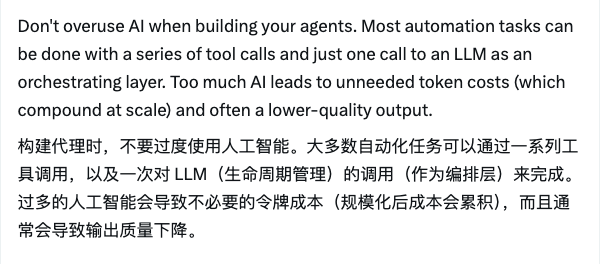 Don't overuse AI when building your agents. Most automation tasks can
be done with a series of tool calls and just one call to an LLM as an
orchestrating layer. Too much AI leads to unneeded token costs (which
compound at scale) and often a lower-quality output.
构建代理时，不要过度使用人工智能。大多数自动化任务可以通过一系列工
具调用，以及一次对 LLM（生命周期管理）的调用（作为编排层）来完成。
过多的人工智能会导致不必要的令牌成本（规模化后成本会累积），而且通
常会导致输出质量下降。